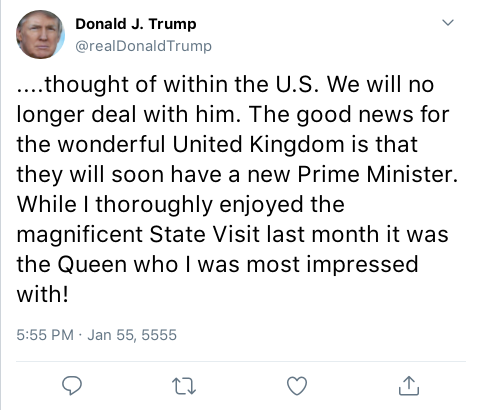 Donald J. Trump
@realDonaldTrump
....thought of within the U.S. We will no
longer deal with him. The good news for
the wonderful United Kingdom is that
they will soon have a new Prime Minister.
While I thoroughly enjoyed the
magnificent State Visit last month it was
the Queen who I was most impressed
with!
5:55 PM · Jan 55, 5555